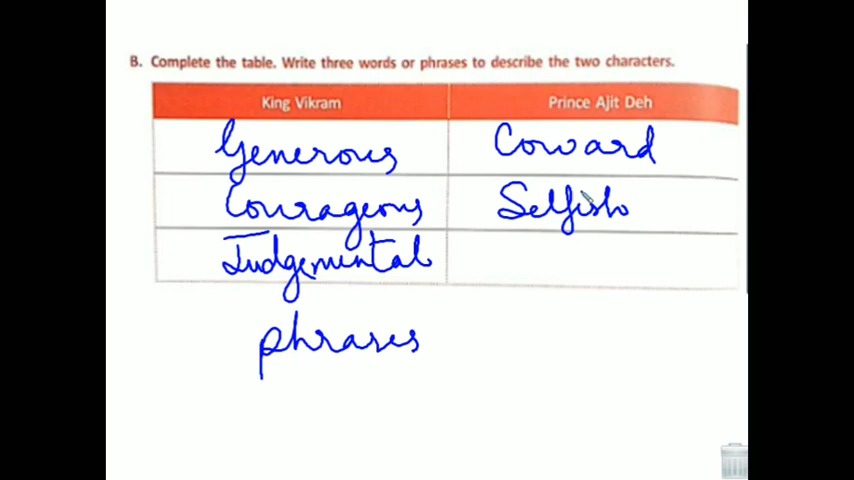 B. Complete the table. Write three words or phrases to describe the two characters.
King Vikram Prince Ajit Deh
Generous Coward
Courageous Selfish
Judgemental
phrases